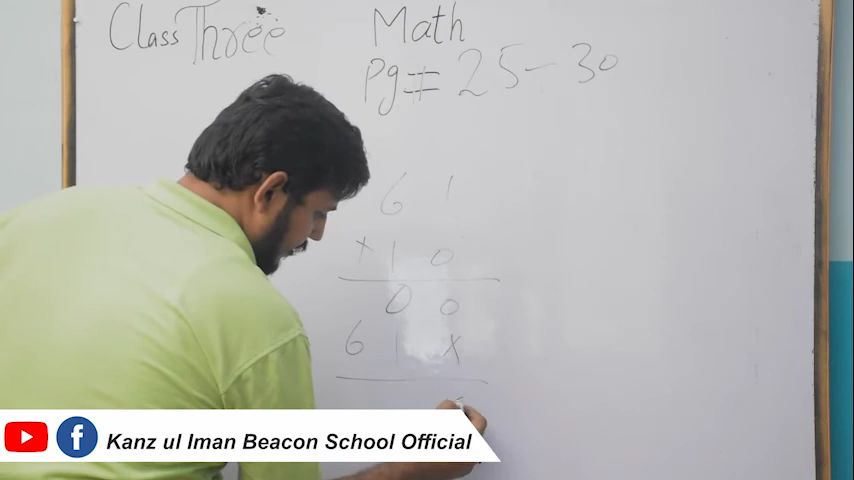 Class Three Math
Pg# 25-30
6 1
x 1 0
0 0
6 1 x
Kanz ul Iman Beacon School Official